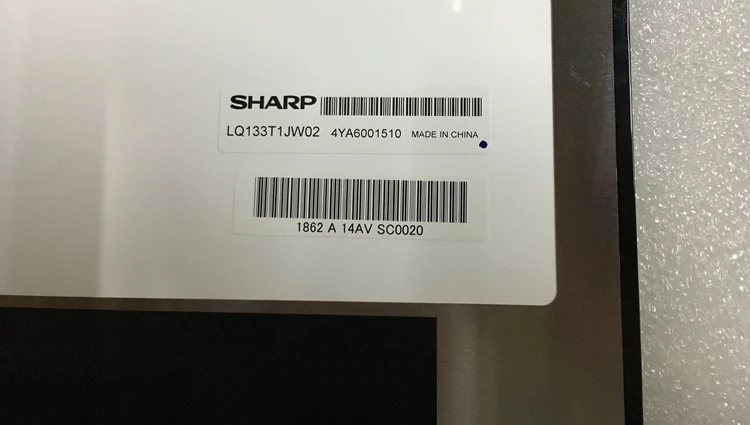 SHARP
LQ133T1JW02 4YA6001510 MADE IN CHINA
1862 A 14AV SC0020